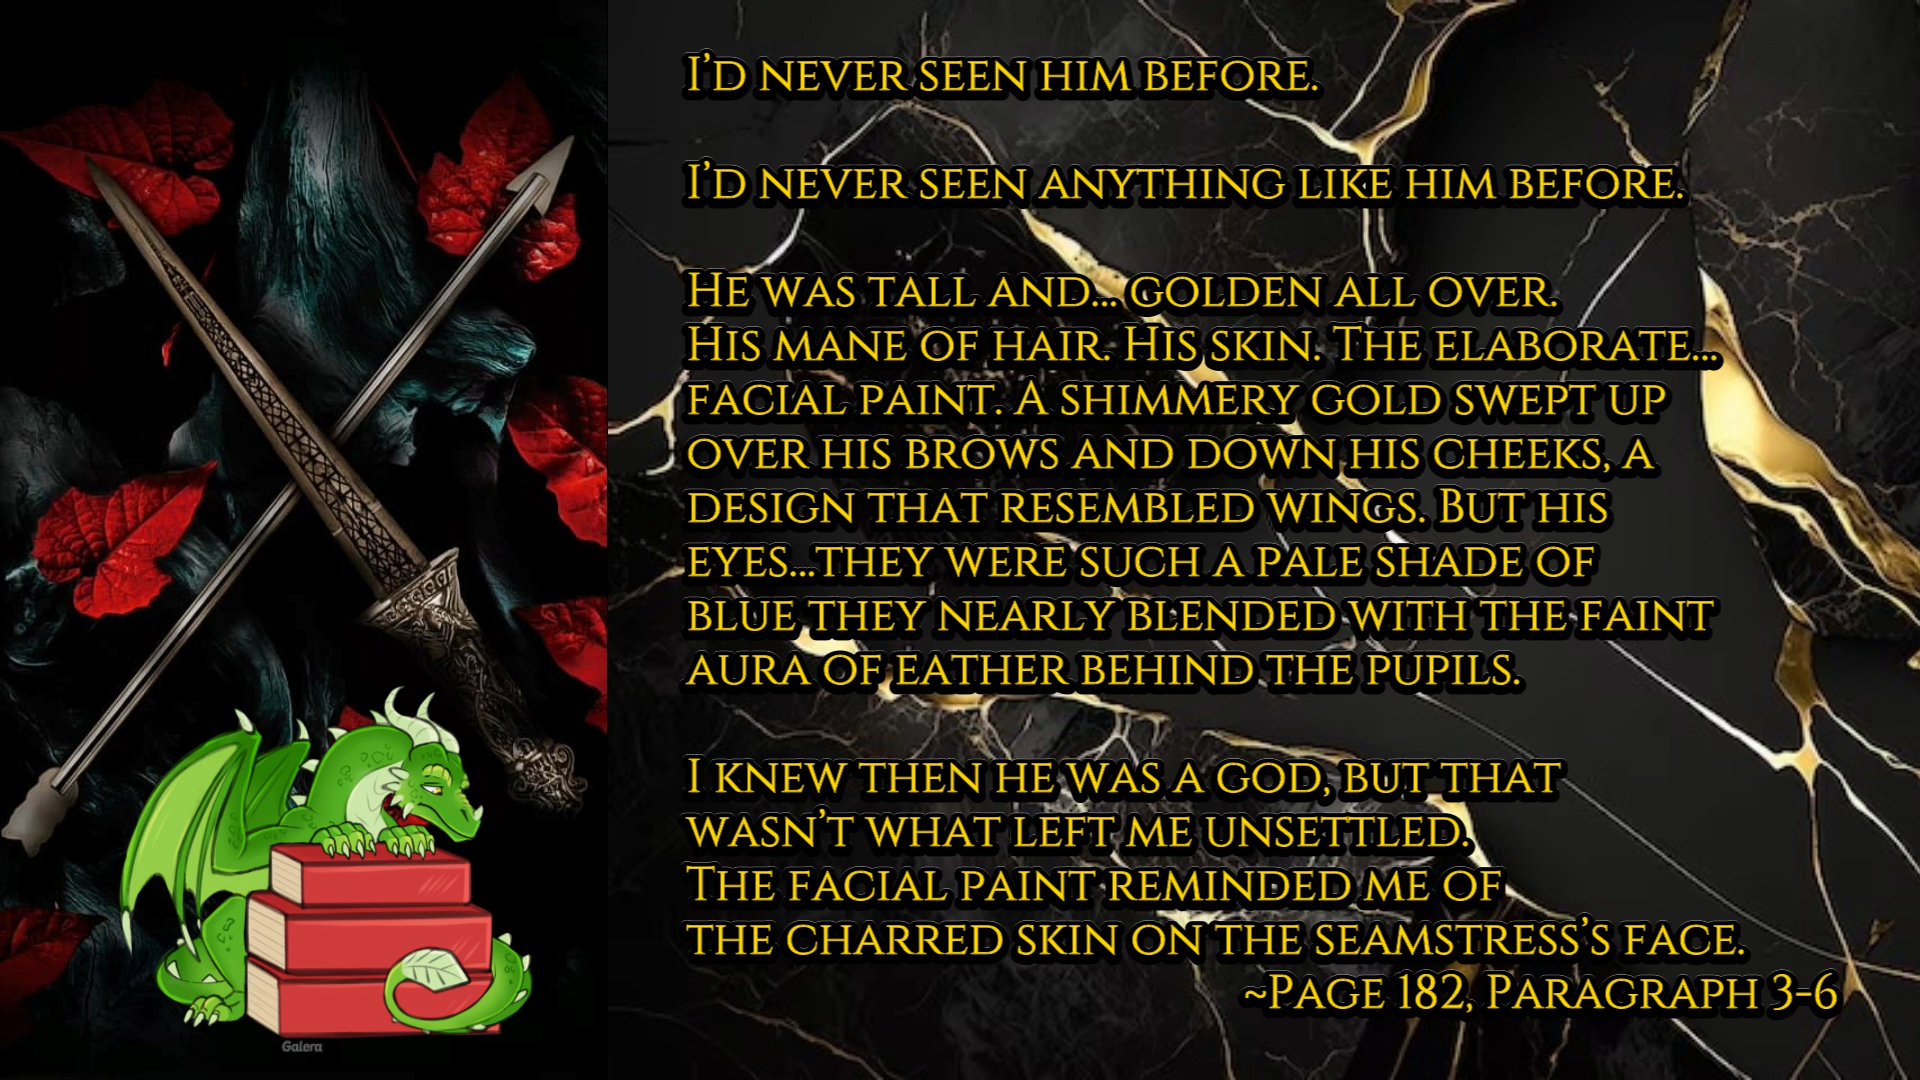 I’d never seen him before.
I’d never seen anything like him before.
He was tall and... golden all over.
His mane of hair. His skin. The elaborate...
facial paint. A shimmery gold swept up
over his brows and down his cheeks, a
design that resembled wings. But his
eyes...they were such a pale shade of
blue they nearly blended with the faint
aura of eather behind the pupils.
I knew then he was a god, but that
wasn’t what left me unsettled.
The facial paint reminded me of
the charred skin on the seamstress’s face.
~Page 182, Paragraph 3-6
Galera